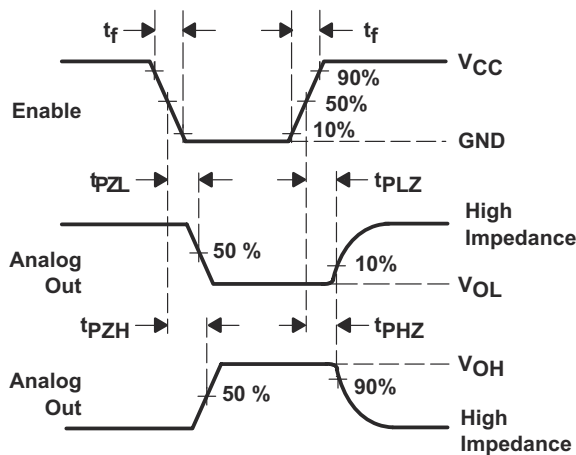 tf
tf
VCC
90%
Enable
50%
10%
GND
tPZL
tPLZ
High
Impedance
50 %
Analog
Out
10%
VOL
tPZH
tPHZ
VOH
Analog
Out
50 %
90%
High
Impedance